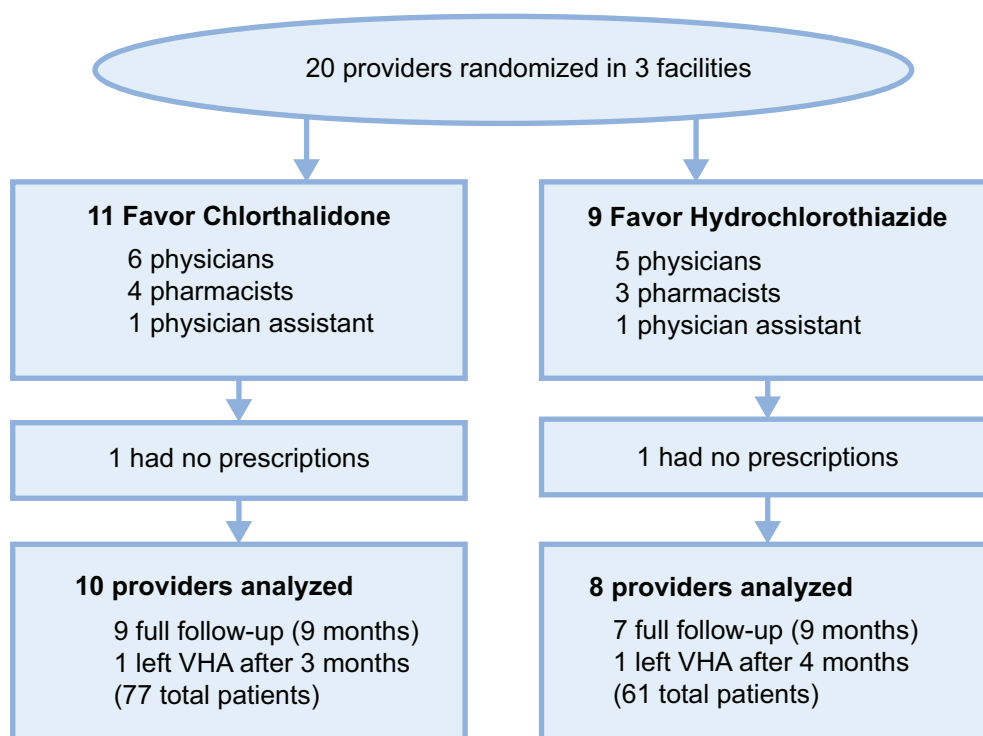 20 providers randomized in 3 facilities
11 Favor Chlorthalidone
6 physicians
4 pharmacists
1 physician assistant
9 Favor Hydrochlorothiazide
5 physicians
3 pharmacists
1 physician assistant
1 had no prescriptions
1 had no prescriptions
10 providers analyzed
9 full follow-up (9 months)
1 left VHA after 3 months
(77 total patients)
8 providers analyzed
7 full follow-up (9 months)
1 left VHA after 4 months
(61 total patients)